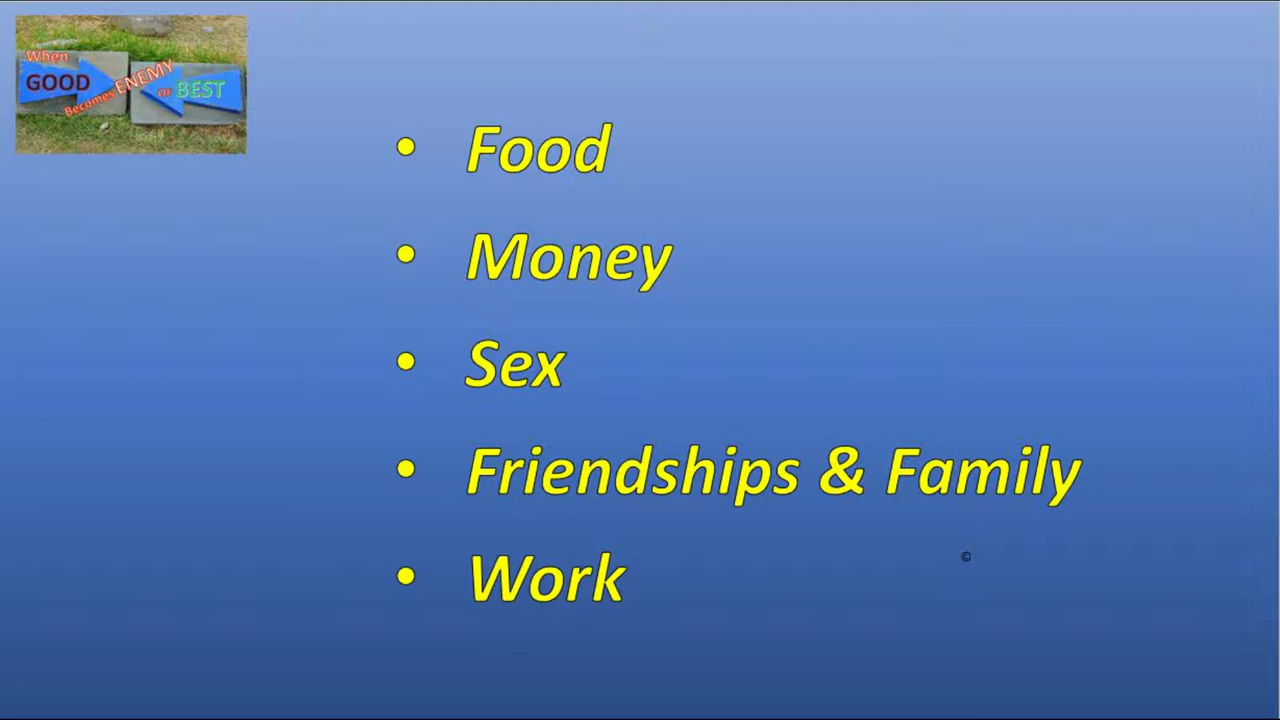 When
GOOD
Becomes ENEMY
OF BEST
• Food
• Money
• Sex
• Friendships & Family
©
• Work